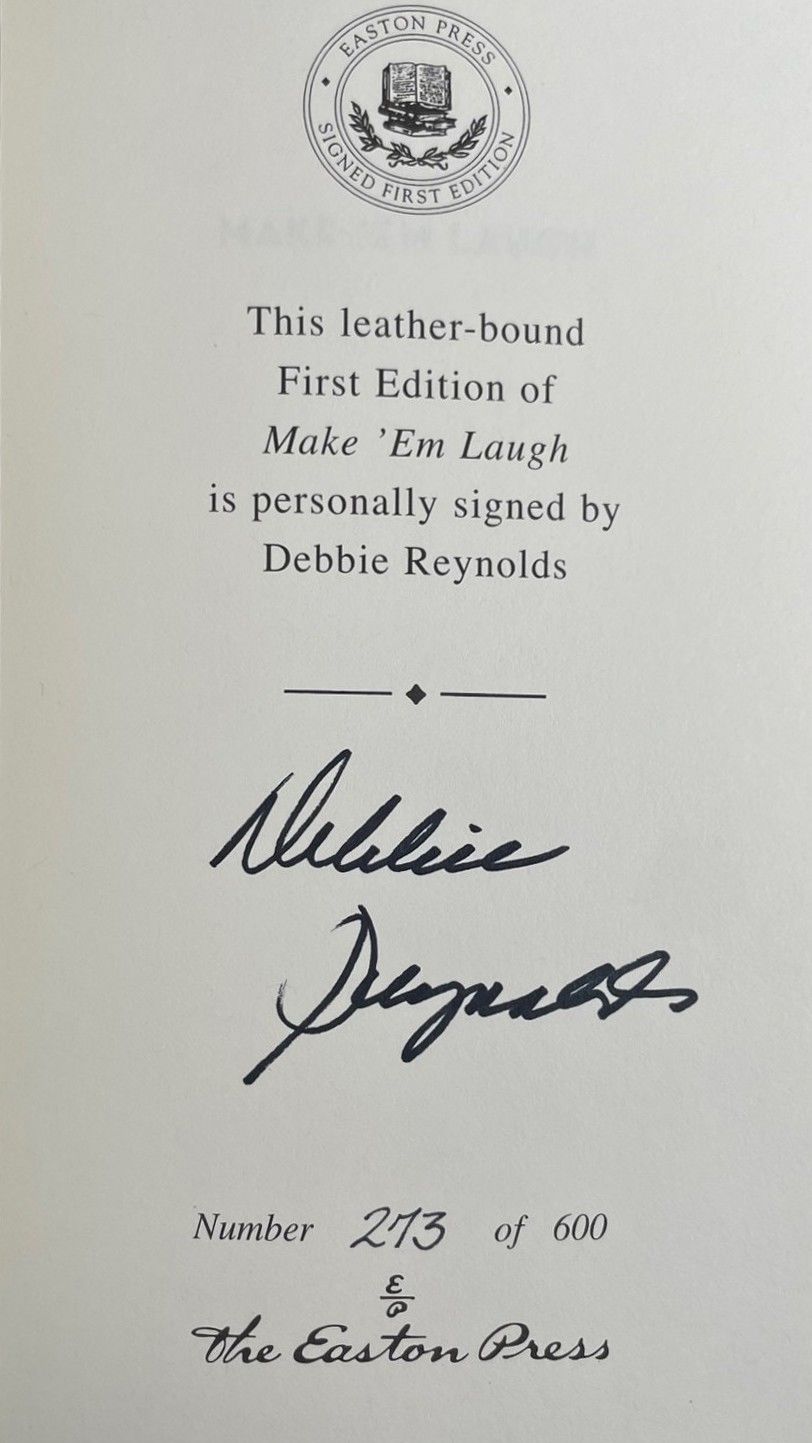 EASTON PRESS
SIGNED FIRST EDITION
This leather-bound
First Edition of
Make ’Em Laugh
is personally signed by
Debbie Reynolds
Debbie
Reynolds
Number 273 of 600
E
P
The Easton Press